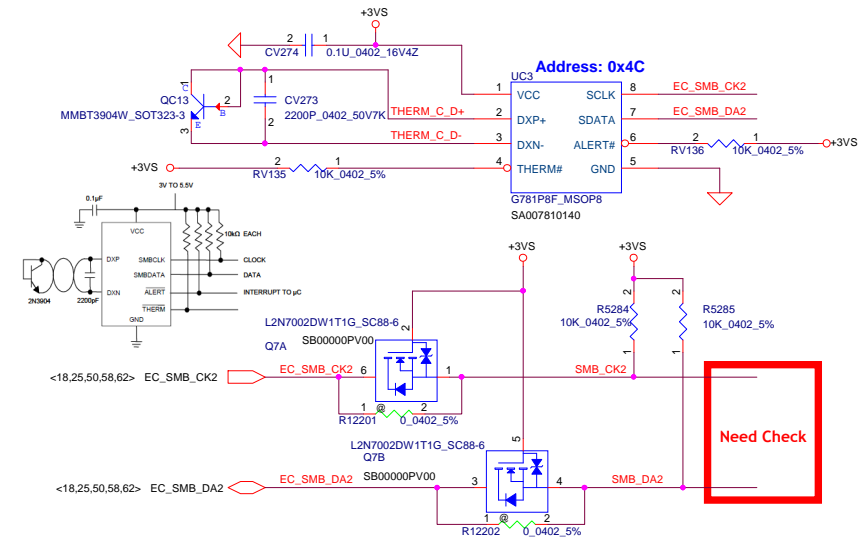 +3VS
2
1
CV274
0.1U_0402_16V4Z
Address: 0x4C
UC3
1
C
QC13
2
B
MMBT3904W_SOT323-3
E
3
1
CV273
2200P_0402_50V7K
2
THERM_C_D+
THERM_C_D-
1
VCC
SCLK
8
EC_SMB_CK2
2
DXP+
SDATA
7
EC_SMB_DA2
3
DXN-
ALERT#
6
2
1
+3VS
RV136
10K_0402_5%
4
THERM#
GND
5
+3VS
2
1
RV135
10K_0402_5%
G781P8F_MSOP8
SA007810140
3V TO 5.5V
0.1µF
VCC
10kΩ EACH
DXP
SMBCLK
CLOCK
SMBDATA
DATA
DXN
ALERT
INTERRUPT TO µC
2N3904
2200pF
THERM
GND
+3VS
+3VS
2
2
R5284
R5285
10K_0402_5%
10K_0402_5%
1
1
L2N7002DW1T1G_SC88-6
2
SB00000PV00
Q7A
<18,25,50,58,62> EC_SMB_CK2
EC_SMB_CK2
6
1
SMB_CK2
1
@
2
R12201
0_0402_5%
L2N7002DW1T1G_SC88-6
5
Q7B
SB00000PV00
<18,25,50,58,62> EC_SMB_DA2
EC_SMB_DA2
3
4
SMB_DA2
1
@
2
R12202
0_0402_5%
Need Check